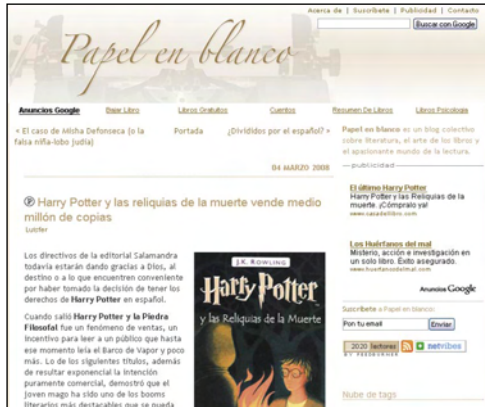 Acerca de | Suscríbete | Publicidad | Contacto
Buscar con Google
Papel en blanco
Anuncios Google
Bajar Libro
Libros Gratuitos
Cuentos
Resumen De Libros
Libros Psicologia
« El caso de Misha Defonseca (o la
falsa niña-lobo judía)
Portada
¿Divididos por el español? »
04 MARZO 2008
Harry Potter y las reliquias de la muerte vende medio
millón de copias
Los directivos de la editorial Salamandra
todavía estarán dando gracias a Dios, al
destino o a lo que encuentren conveniente
por haber tomado la decisión de tener los
derechos de Harry Potter en español.
Cuando salió Harry Potter y la Piedra
Filosofal fue un fenómeno de ventas, un
incentivo para leer a un público que hasta
ese momento leía el Barco de Vapor y poco
más. Lo de los siguientes títulos, además
de resultar exponencial la intención
puramente comercial, demostró que el
joven mago ha sido uno de los booms
literarios más destacables que se pueda
J.K. ROWLING
Harry Potter
y las Reliquias de la Muerte
Papel en blanco es un blog colectivo
sobre literatura, el arte de los libros y
el apasionante mundo de la lectura.
publicidad
El último Harry Potter
Harry Potter y las Reliquias de la
muerte. ¡Cómpralo ya!
www.casadellibro.com
Los Huérfanos del mal
Misterio, acción e investigación en
un solo libro. Éxito asegurado.
www.huerfanosdelmal.com
Anuncios Google
Suscríbete a Papel en blanco:
Pon tu email
Enviar
2020 lectores
netvibes
BY FEEDBURNER
Nube de tags